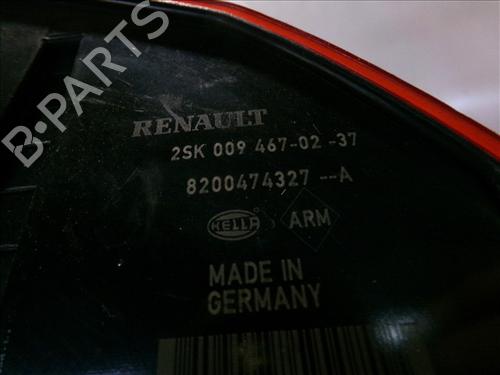 B-PARTS
RENAULT
2SK 009 467-02-37
8200474327--A
HELLA
ARM
MADE IN
GERMANY